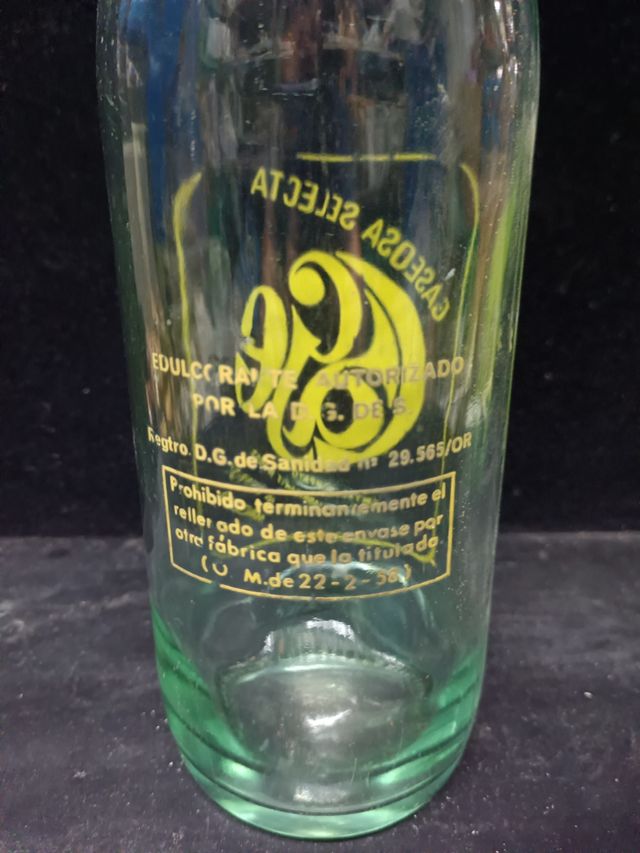 GASEOSA SELECTA
EDULCORANTE AUTORIZADO
POR LA D. G. DE S.
Regtro. D.G. de Sanidad nº 29.565/OR
Prohibido terminantemente el
rellenado de este envase por
otra fábrica que la titulada.
(O M. de 22-2-58)